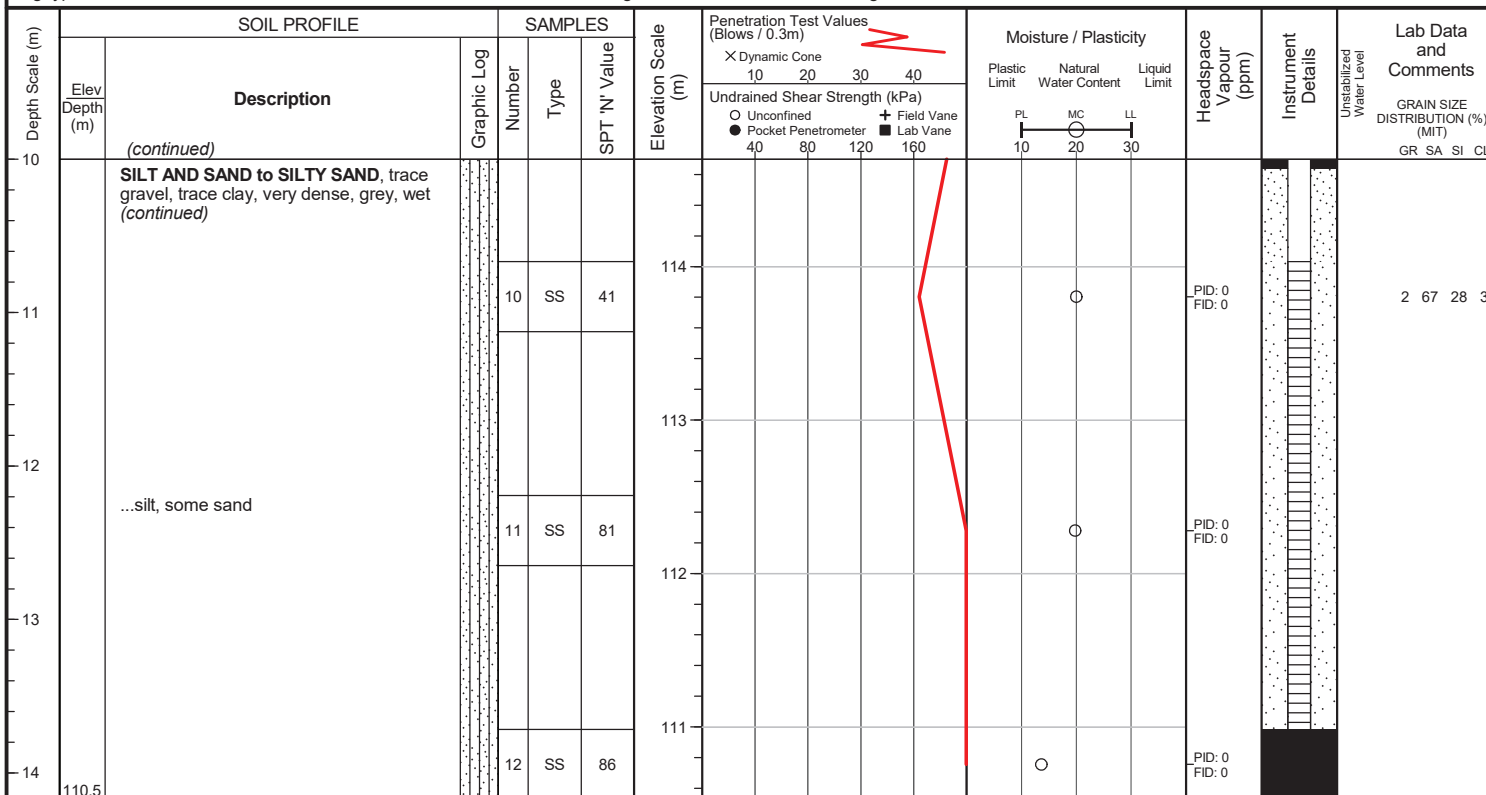 SOIL PROFILE
SAMPLES
Depth Scale (m)
Elev
Depth
(m)
Description
(continued)
Graphic Log
Number
Type
SPT 'N' Value
Elevation Scale
(m)
Penetration Test Values
(Blows / 0.3m)
X Dynamic Cone
10 20 30 40
Undrained Shear Strength (kPa)
Unconfined
+ Field Vane
Pocket Penetrometer
Lab Vane
40 80 120 160
Moisture / Plasticity
Plastic
Limit
Natural
Water Content
Liquid
Limit
PL MC LL
10 20 30
Headspace
Vapour
(ppm)
Instrument
Details
Unstabilized
Water Level
Lab Data
and
Comments
GRAIN SIZE
DISTRIBUTION (%)
(MIT)
GR SA SI CL
10
SILT AND SAND to SILTY SAND, trace
gravel, trace clay, very dense, grey, wet
(continued)
114
10 SS 41
PID: 0
FID: 0
2 67 28 3
11
113
12
...silt, some sand
11 SS 81
PID: 0
FID: 0
112
13
111
12 SS 86
PID: 0
FID: 0
14
110.5